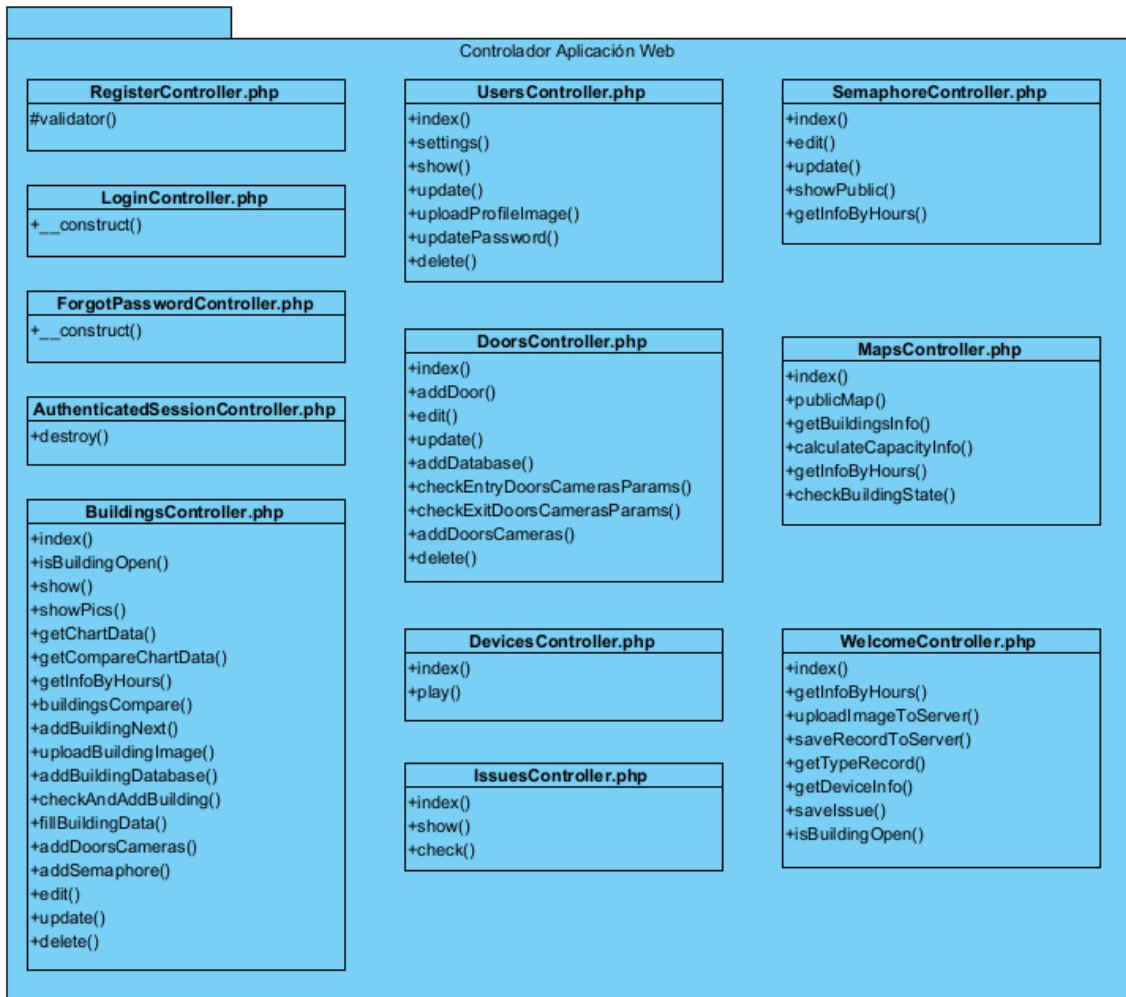 Controlador Aplicación Web
RegisterController.php
#validator()
LoginController.php
+__construct()
ForgotPasswordController.php
+__construct()
AuthenticatedSessionController.php
+destroy()
BuildingsController.php
+index()
+isBuildingOpen()
+show()
+showPics()
+getChartData()
+getCompareChartData()
+getInfoByHours()
+buildingsCompare()
+addBuildingNext()
+uploadBuildingImage()
+addBuildingDatabase()
+checkAndAddBuilding()
+fillBuildingData()
+addDoorsCameras()
+addSemaphore()
+edit()
+update()
+delete()
UsersController.php
+index()
+settings()
+show()
+update()
+uploadProfileImage()
+updatePassword()
+delete()
DoorsController.php
+index()
+addDoor()
+edit()
+update()
+addDatabase()
+checkEntryDoorsCamerasParams()
+checkExitDoorsCamerasParams()
+addDoorsCameras()
+delete()
DevicesController.php
+index()
+play()
IssuesController.php
+index()
+show()
+check()
SemaphoreController.php
+index()
+edit()
+update()
+showPublic()
+getInfoByHours()
MapsController.php
+index()
+publicMap()
+getBuildingsInfo()
+calculateCapacityInfo()
+getInfoByHours()
+checkBuildingState()
WelcomeController.php
+index()
+getInfoByHours()
+uploadImageToServer()
+saveRecordToServer()
+getTypeRecord()
+getDeviceInfo()
+saveIssue()
+isBuildingOpen()